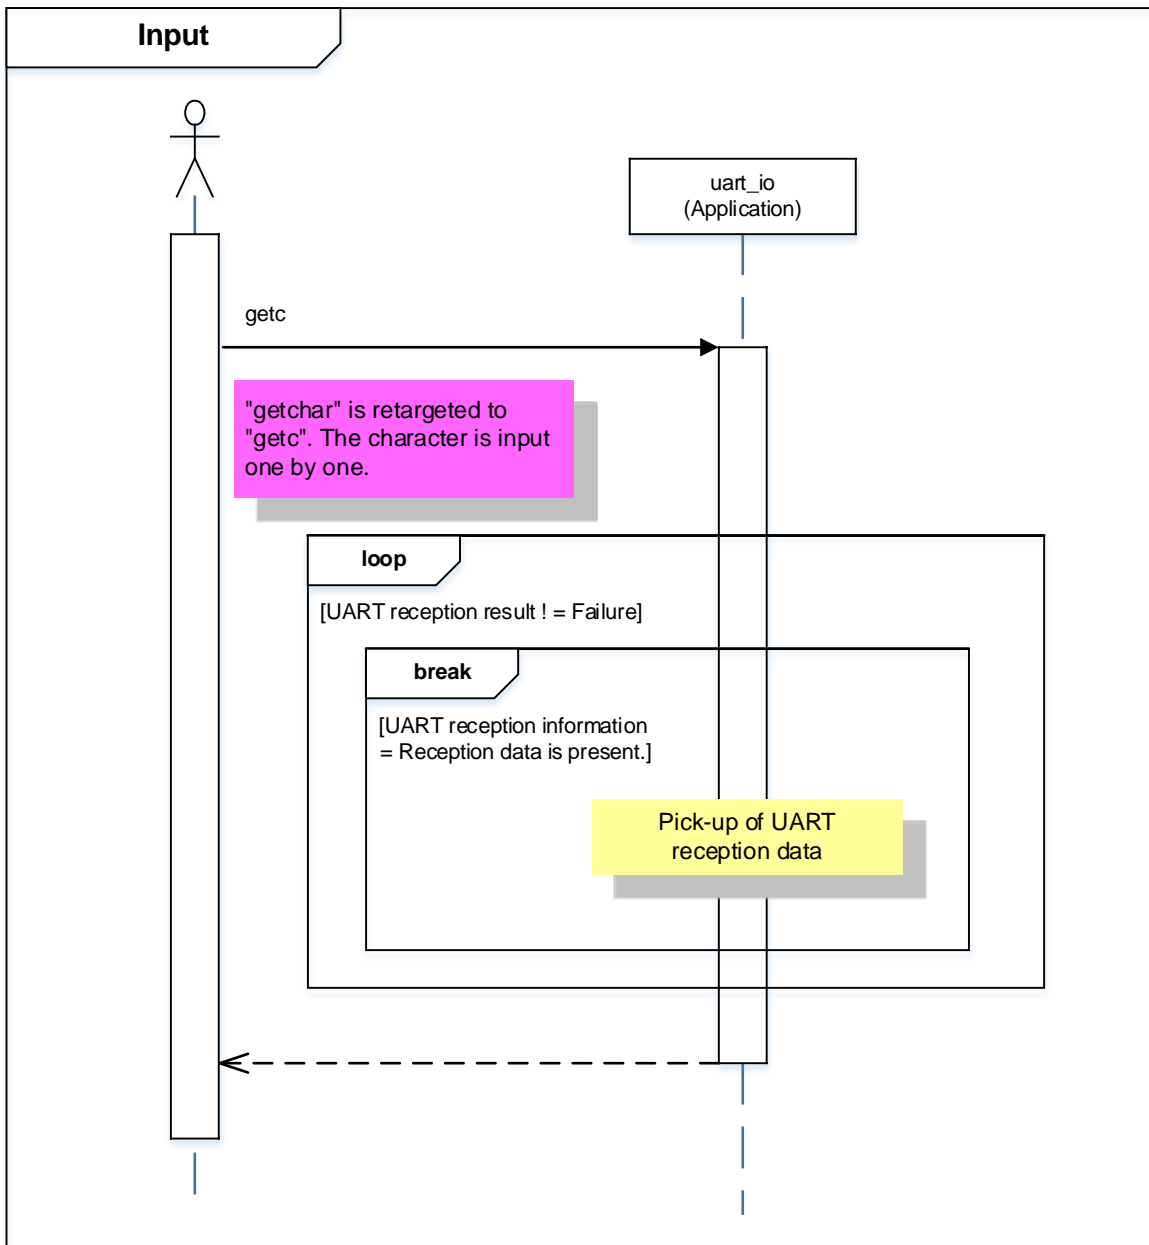 Input
uart_io
(Application)
getc
"getchar" is retargeted to
"getc". The character is input
one by one.
loop
[UART reception result ! = Failure]
break
[UART reception information
= Reception data is present.]
Pick-up of UART
reception data